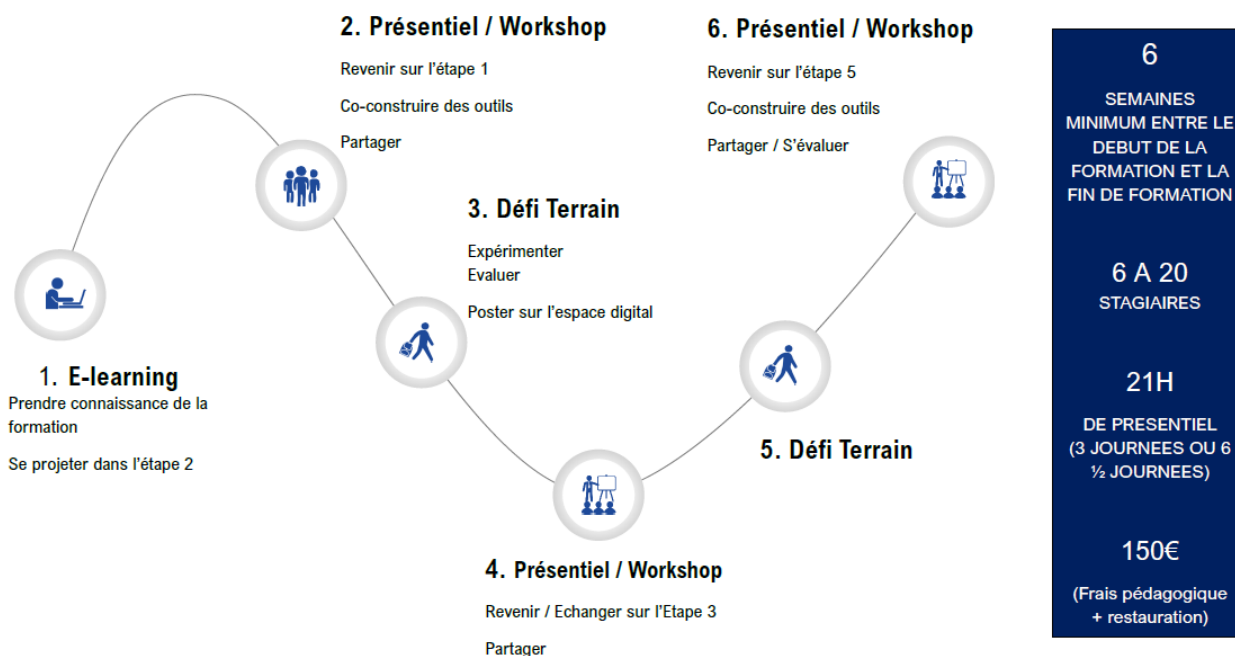 1. E-learning
Prendre connaissance de la
formation
Se projeter dans l'étape 2
2. Présentiel / Workshop
Revenir sur l'étape 1
Co-construire des outils
Partager
3. Défi Terrain
Expérimenter
Evaluer
Poster sur l'espace digital
4. Présentiel / Workshop
Revenir / Echanger sur l'Etape 3
Partager
5. Défi Terrain
6. Présentiel / Workshop
Revenir sur l'étape 5
Co-construire des outils
Partager / S'évaluer
6
SEMAINES
MINIMUM ENTRE LE
DEBUT DE LA
FORMATION ET LA
FIN DE FORMATION
6 A 20
STAGIAIRES
21H
DE PRESENTIEL
(3 JOURNEES OU 6
½ JOURNEES)
150€
(Frais pédagogique
+ restauration)